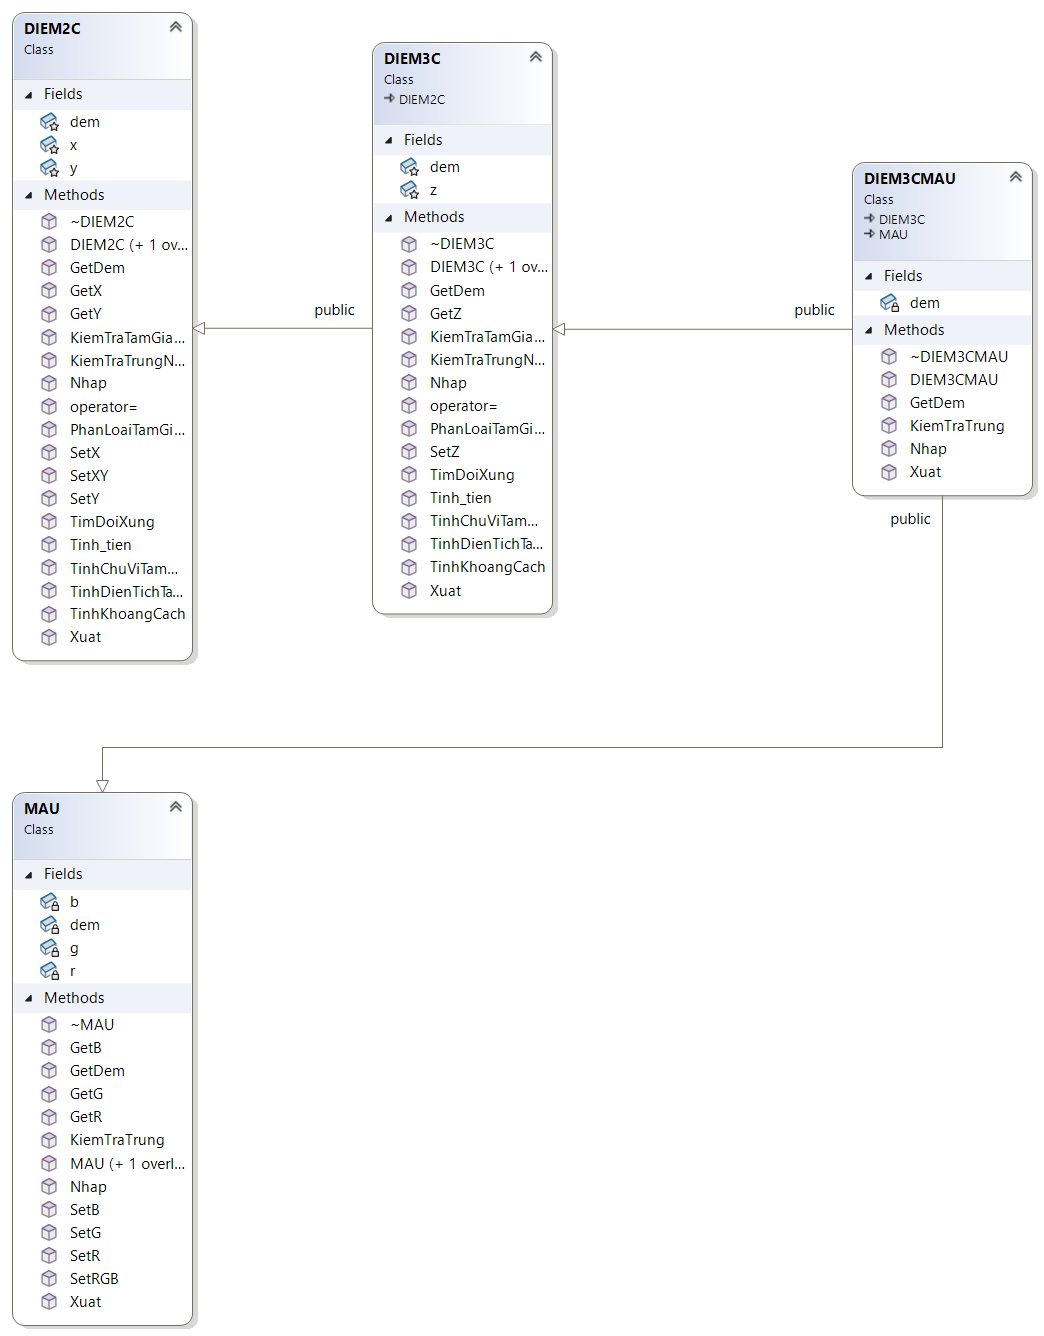 DIEM2C
Class
Fields
dem
x
y
Methods
~DIEM2C
DIEM2C (+ 1 ov...
GetDem
GetX
GetY
KiemTraTamGia...
KiemTraTrungN...
Nhap
operator=
PhanLoaiTamGi...
SetX
SetXY
SetY
TimDoiXung
Tinh_tien
TinhChuViTam...
TinhDienTichTa...
TinhKhoangCach
Xuat
public
DIEM3C
Class
DIEM2C
Fields
dem
z
Methods
~DIEM3C
DIEM3C (+ 1 ov...
GetDem
GetZ
KiemTraTamGia...
KiemTraTrungN...
Nhap
operator=
PhanLoaiTamGi...
SetZ
TimDoiXung
Tinh_tien
TinhChuViTam...
TinhDienTichTa...
TinhKhoangCach
Xuat
public
DIEM3CMAU
Class
DIEM3C
MAU
Fields
dem
Methods
~DIEM3CMAU
DIEM3CMAU
GetDem
KiemTraTrung
Nhap
Xuat
public
MAU
Class
Fields
b
dem
g
r
Methods
~MAU
GetB
GetDem
GetG
GetR
KiemTraTrung
MAU (+ 1 overl...
Nhap
SetB
SetG
SetR
SetRGB
Xuat